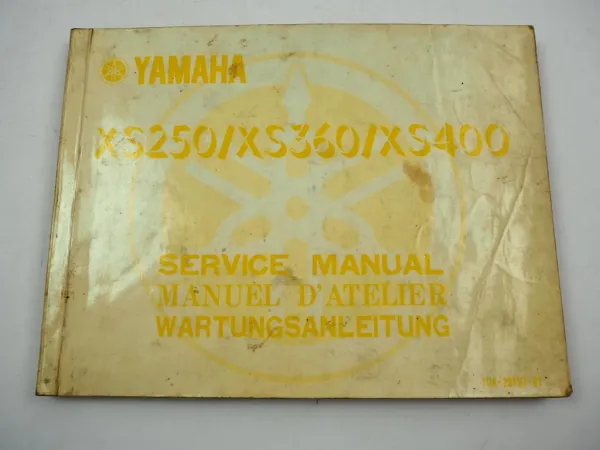 YAMAHA
XS250/XS360/XS400
SERVICE MANUAL
MANUEL D'ATELIER
WARTUNGSANLEITUNG